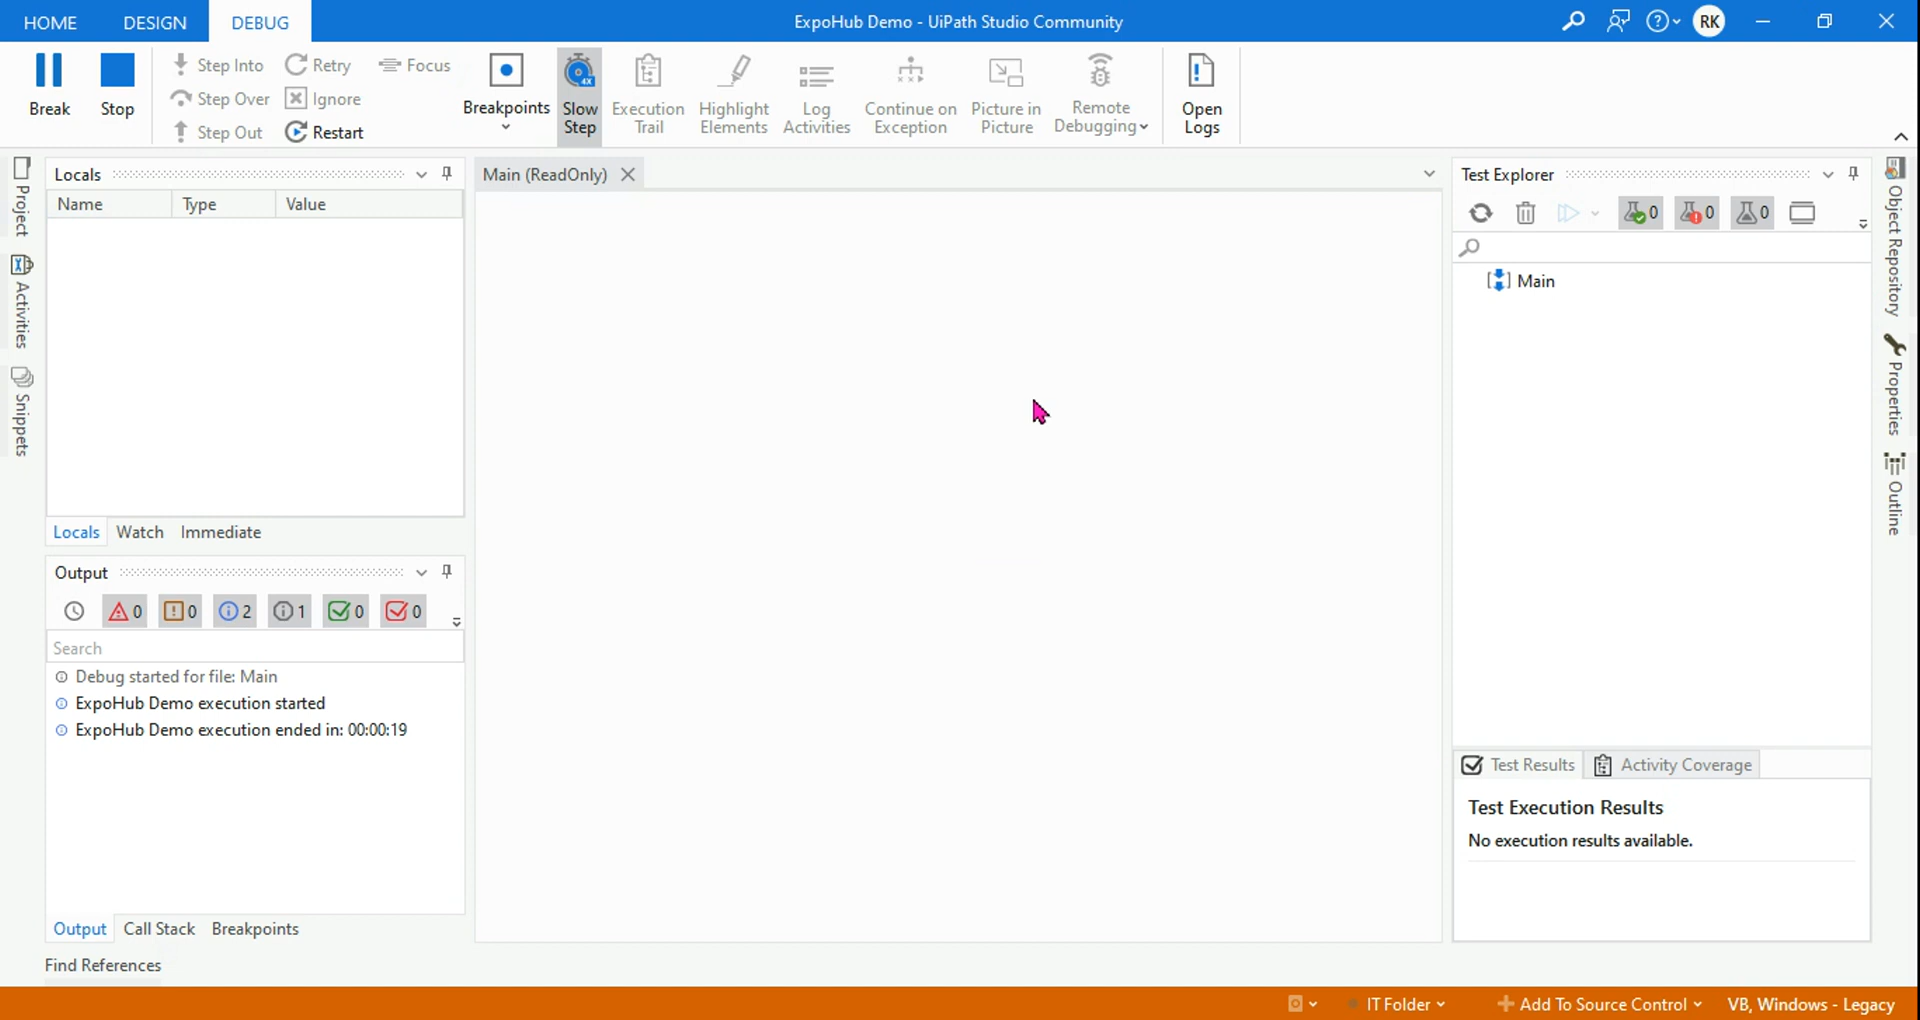 HOME DESIGN DEBUG ExpoHub Demo - UiPath Studio Community RK
Break Stop Step Into Retry Focus
Step Over Ignore
Step Out Restart
Breakpoints Slow Step 4X Execution Trail Highlight Elements Log Activities Continue on Exception Picture in Picture Remote Debugging Open Logs
Project
Activities
Snippets
Locals
Name Type Value
Locals Watch Immediate
Output
0 0 2 1 0 0
Search
Debug started for file: Main
ExpoHub Demo execution started
ExpoHub Demo execution ended in: 00:00:19
Output Call Stack Breakpoints
Find References
Main (ReadOnly)
Test Explorer
0 0 0
Main
Test Results Activity Coverage
Test Execution Results
No execution results available.
Object Repository
Properties
Outline
IT Folder Add To Source Control VB, Windows - Legacy